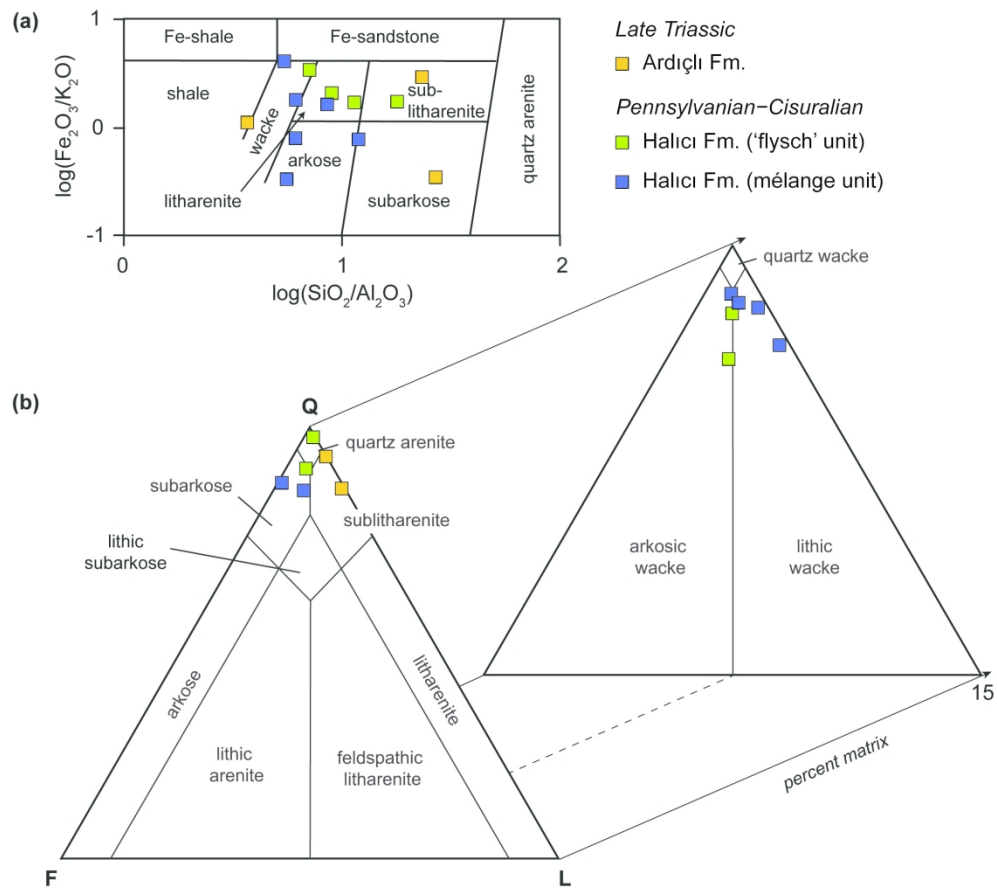 (a)
1
0
-1
log(Fe₂O₃/K₂O)
Fe-shale
Fe-sandstone
shale
wacke
sub-
litharenite
arkose
litharenite
subarkose
quartz arenite
0
1
2
log(SiO₂/Al₂O₃)
Late Triassic
Ardıçlı Fm.
Pennsylvanian–Cisuralian
Halıcı Fm. (‘flysch’ unit)
Halıcı Fm. (mélange unit)
(b)
Q
quartz arenite
subarkose
sublitharenite
lithic
subarkose
arkose
litharenite
lithic
arenite
feldspathic
litharenite
F
L
quartz wacke
arkosic
wacke
lithic
wacke
15
percent matrix